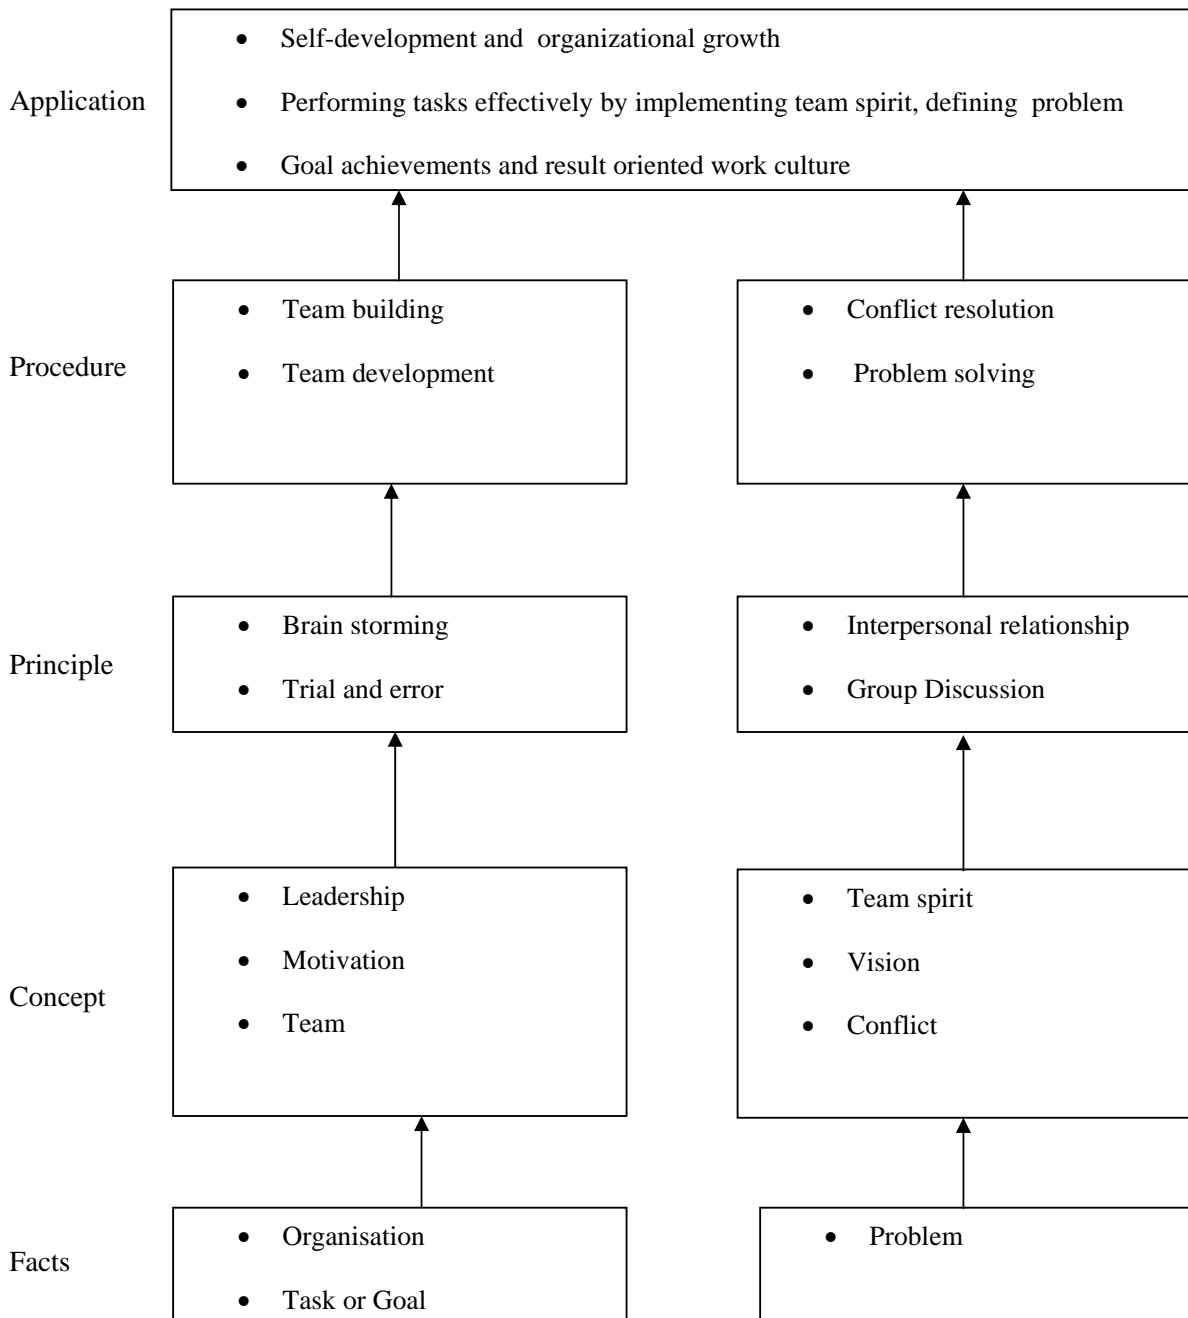 Application
• Self-development and  organizational growth
• Performing tasks effectively by implementing team spirit, defining  problem
• Goal achievements and result oriented work culture
Procedure
• Team building
• Team development
• Conflict resolution
• Problem solving
Principle
• Brain storming
• Trial and error
• Interpersonal relationship
• Group Discussion
Concept
• Leadership
• Motivation
• Team
• Team spirit
• Vision
• Conflict
Facts
• Organisation
• Task or Goal
• Problem